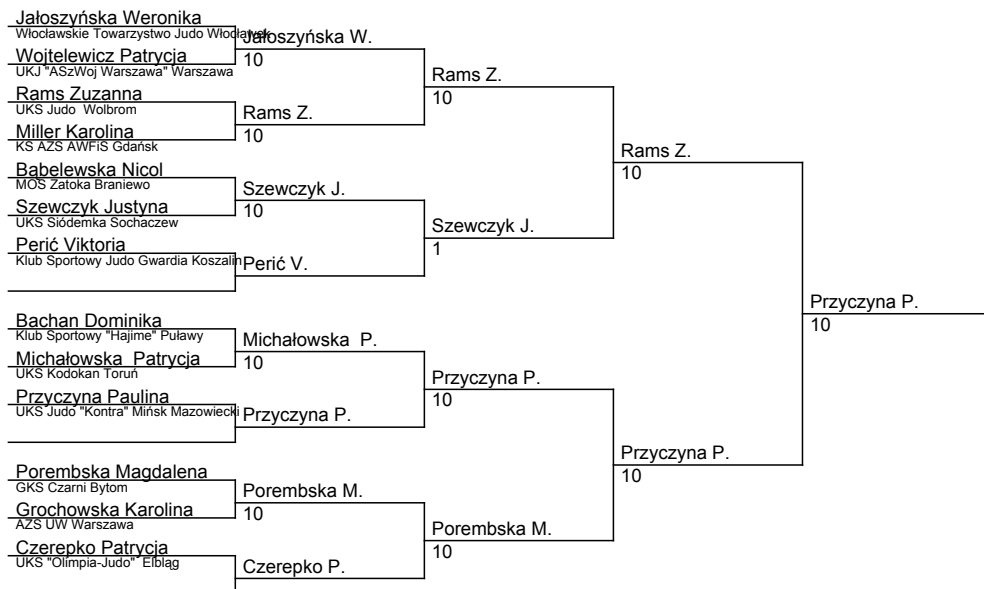 Jałoszyńska Weronika
Włocławskie Towarzystwo Judo Włocławek
Wojtelewicz Patrycja
UKJ "ASzWoj Warszawa" Warszawa
Rams Zuzanna
UKS Judo  Wolbrom
Miller Karolina
KS AZS AWFiS Gdańsk
Bąbelewska Nicol
MOS Zatoka Braniewo
Szewczyk Justyna
UKS Siódemka Sochaczew
Perić Viktoria
Klub Sportowy Judo Gwardia Koszalin
Bachan Dominika
Klub Sportowy "Hajime" Puławy
Michałowska  Patrycja
UKS Kodokan Toruń
Przyczyna Paulina
UKS Judo "Kontra" Mińsk Mazowiecki
Porembska Magdalena
GKS Czarni Bytom
Grochowska Karolina
AZS UW Warszawa
Czerepko Patrycja
UKS "Olimpia-Judo"  Elbląg
Jałoszyńska W.
10
Rams Z.
10
Szewczyk J.
10
Perić V.
Michałowska  P.
10
Przyczyna P.
Porembska M.
10
Czerepko P.
Rams Z.
10
Szewczyk J.
1
Przyczyna P.
10
Porembska M.
10
Rams Z.
10
Przyczyna P.
10
Przyczyna P.
10